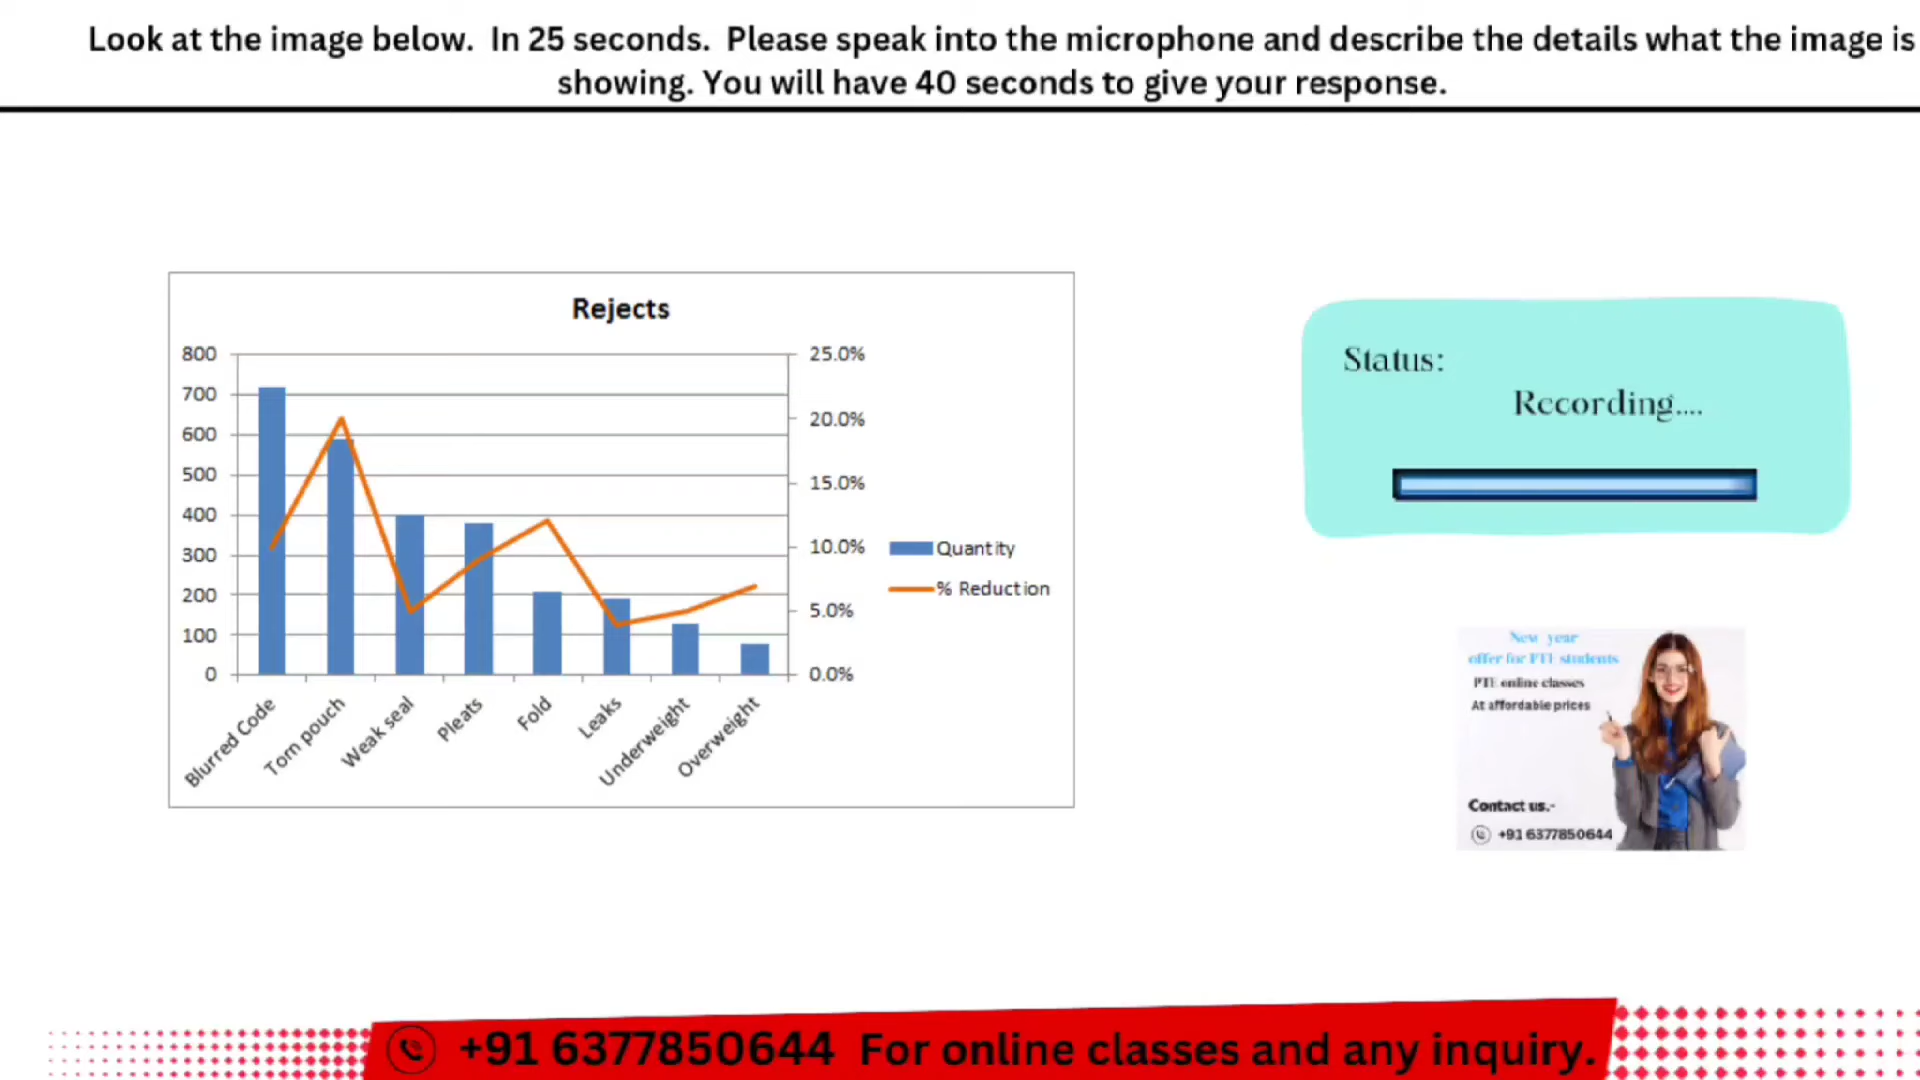 Look at the image below. In 25 seconds. Please speak into the microphone and describe the details what the image is
showing. You will have 40 seconds to give your response.
Rejects
800
700
600
500
400
300
200
100
0
25.0%
20.0%
15.0%
10.0%
5.0%
0.0%
Quantity
% Reduction
Blurred Code
Torn pouch
Weak seal
Pleats
Fold
Leaks
Underweight
Overweight
Status:
Recording....
New year
offer for PTE students
PTE online classes
At affordable prices
Contact us.-
+91 6377850644
+91 6377850644 For online classes and any inquiry.